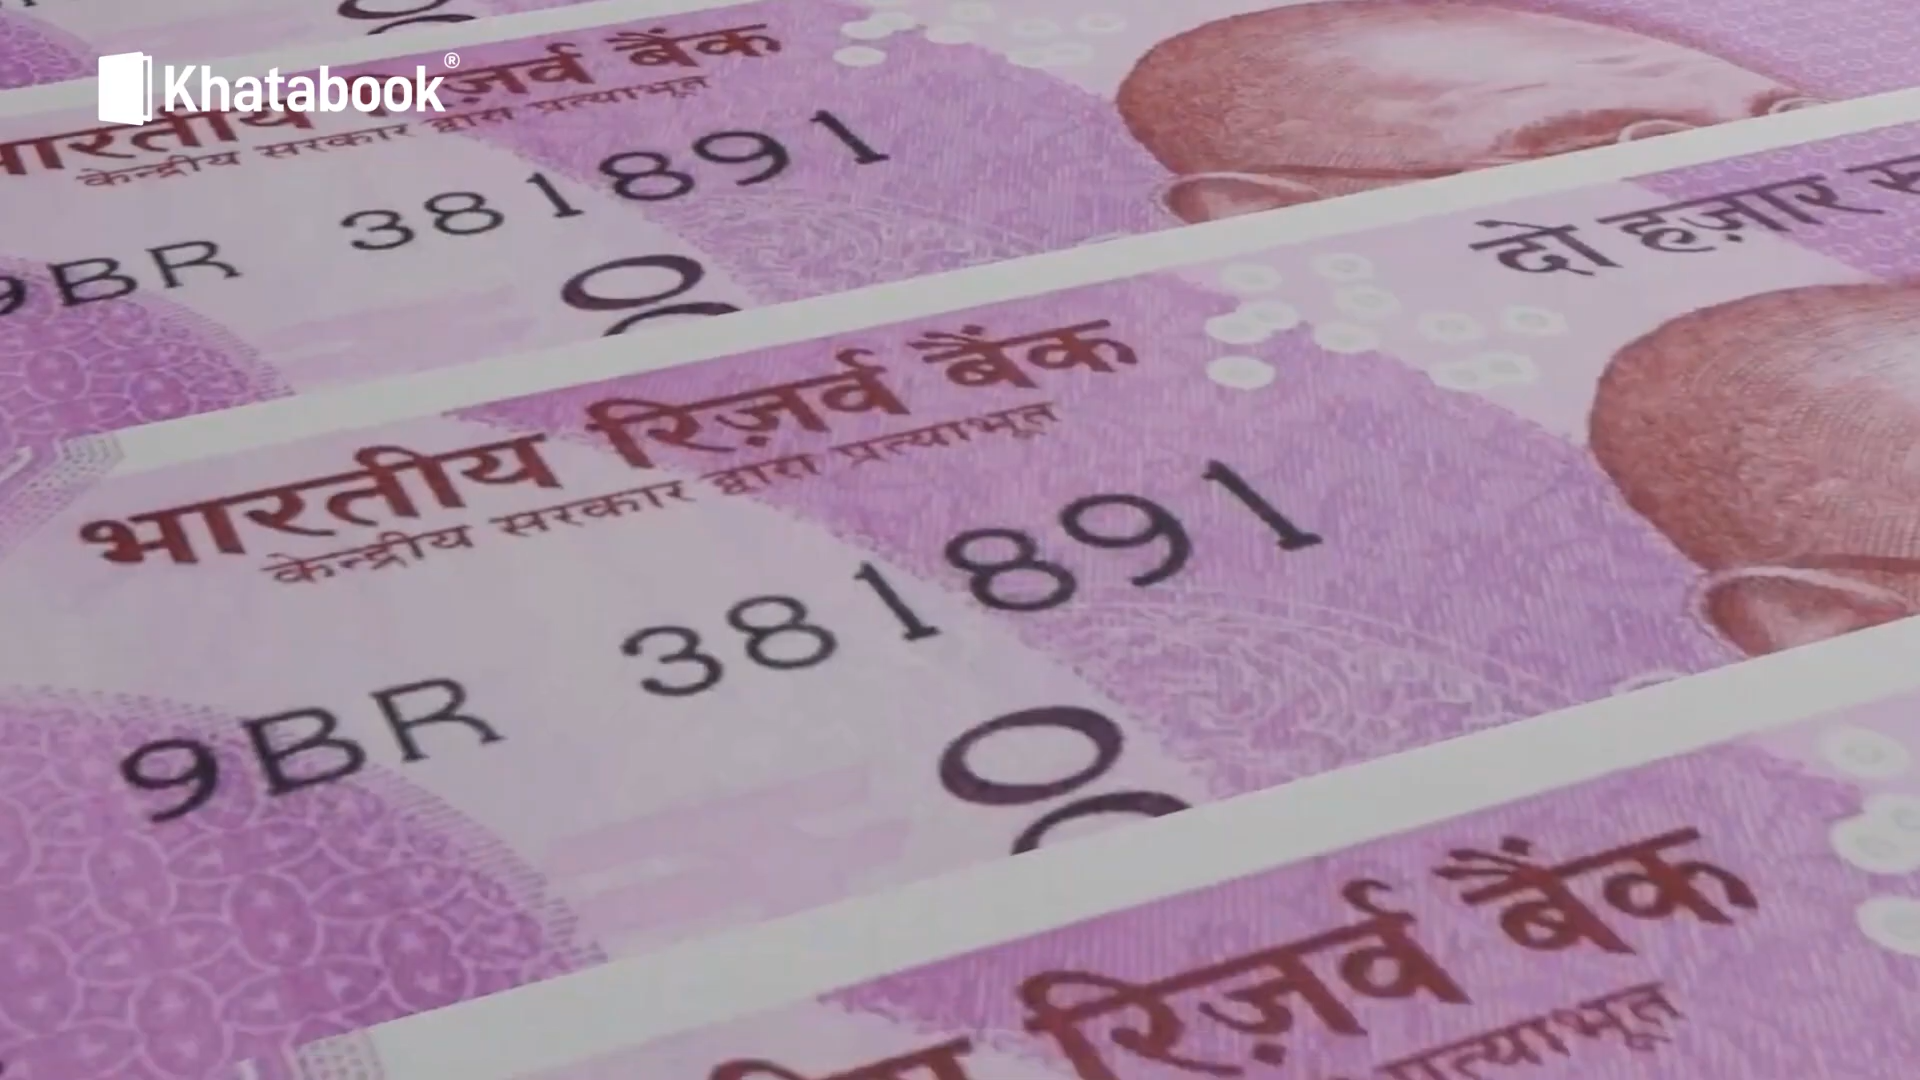 Khatabook®
भारतीय रिज़र्व बैंक
केन्द्रीय सरकार द्वारा प्रत्याभूत
9BR 381891
दो हज़ार
भारतीय रिज़र्व बैंक
केन्द्रीय सरकार द्वारा प्रत्याभूत
9BR 381891
रिज़र्व बैंक
प्रत्याभूत